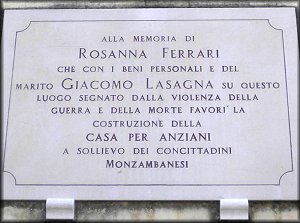 ALLA MEMORIA DI
ROSANNA FERRARI
CHE CON I BENI PERSONALI E DEL
MARITO GIACOMO LASAGNA SU QUESTO
LUOGO SEGNATO DALLA VIOLENZA DELLA
GUERRA E DELLA MORTE FAVORI' LA
COSTRUZIONE DELLA
CASA PER ANZIANI
A SOLLIEVO DEI CONCITTADINI
MONZAMBANESI